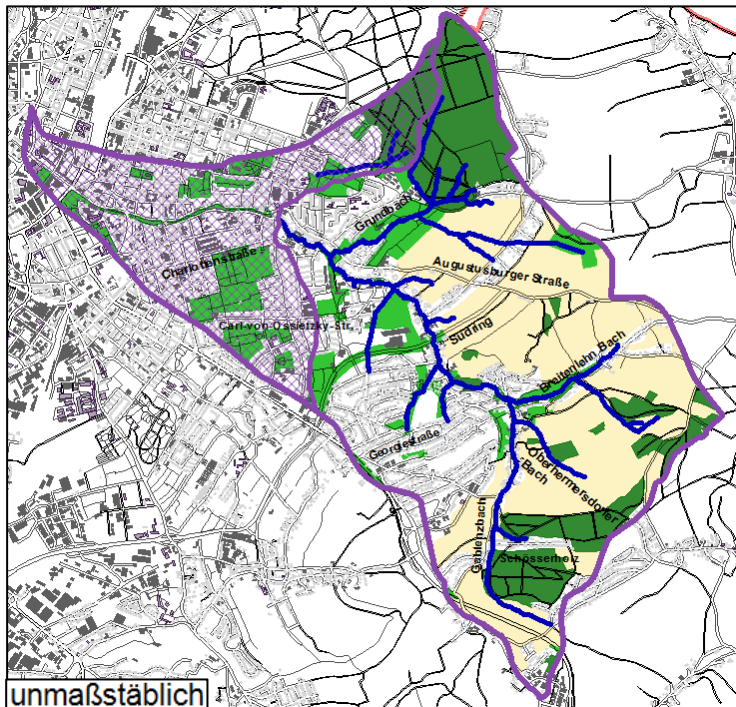 Grundbach
Charlottenstraße
Augustusburger Straße
Carl-von-Ossietzky-Str.
Südring
Breitenlehn Bach
Georgistraße
Oberhermersdorfer
Bach
Gablenzbach
Schösserholz
unmaßstäblich